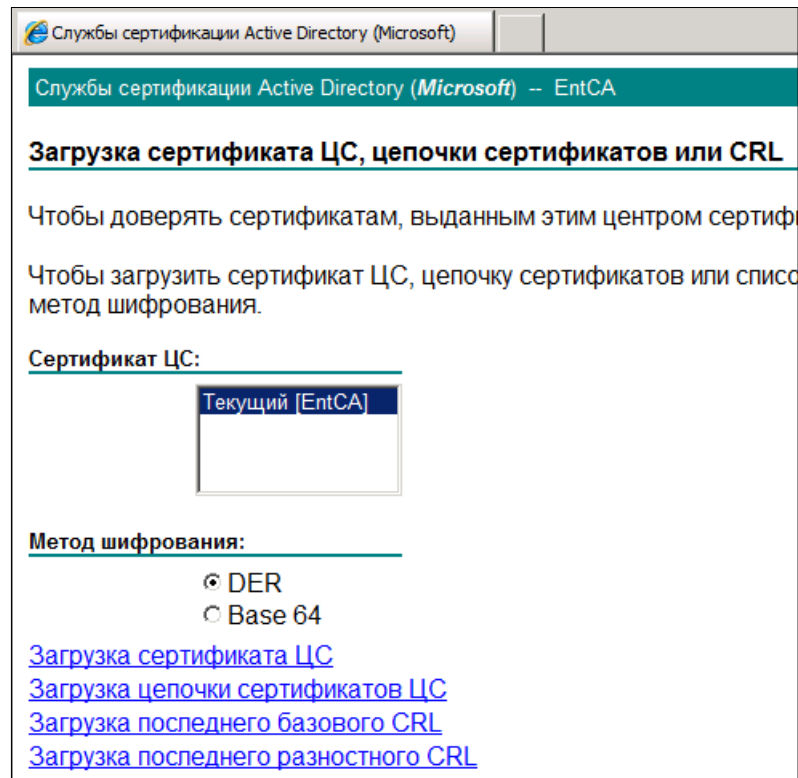 Службы сертификации Active Directory (Microsoft)
Службы сертификации Active Directory (Microsoft) -- EntCA
Загрузка сертификата ЦС, цепочки сертификатов или CRL
Чтобы доверять сертификатам, выданным этим центром
Чтобы загрузить сертификат ЦС, цепочку сертификатов или
метод шифрования.
Сертификат ЦС:
Текущий [EntCA]
Метод шифрования:
DER
Base 64
Загрузка сертификата ЦС
Загрузка цепочки сертификатов ЦС
Загрузка последнего базового CRL
Загрузка последнего разностного CRL